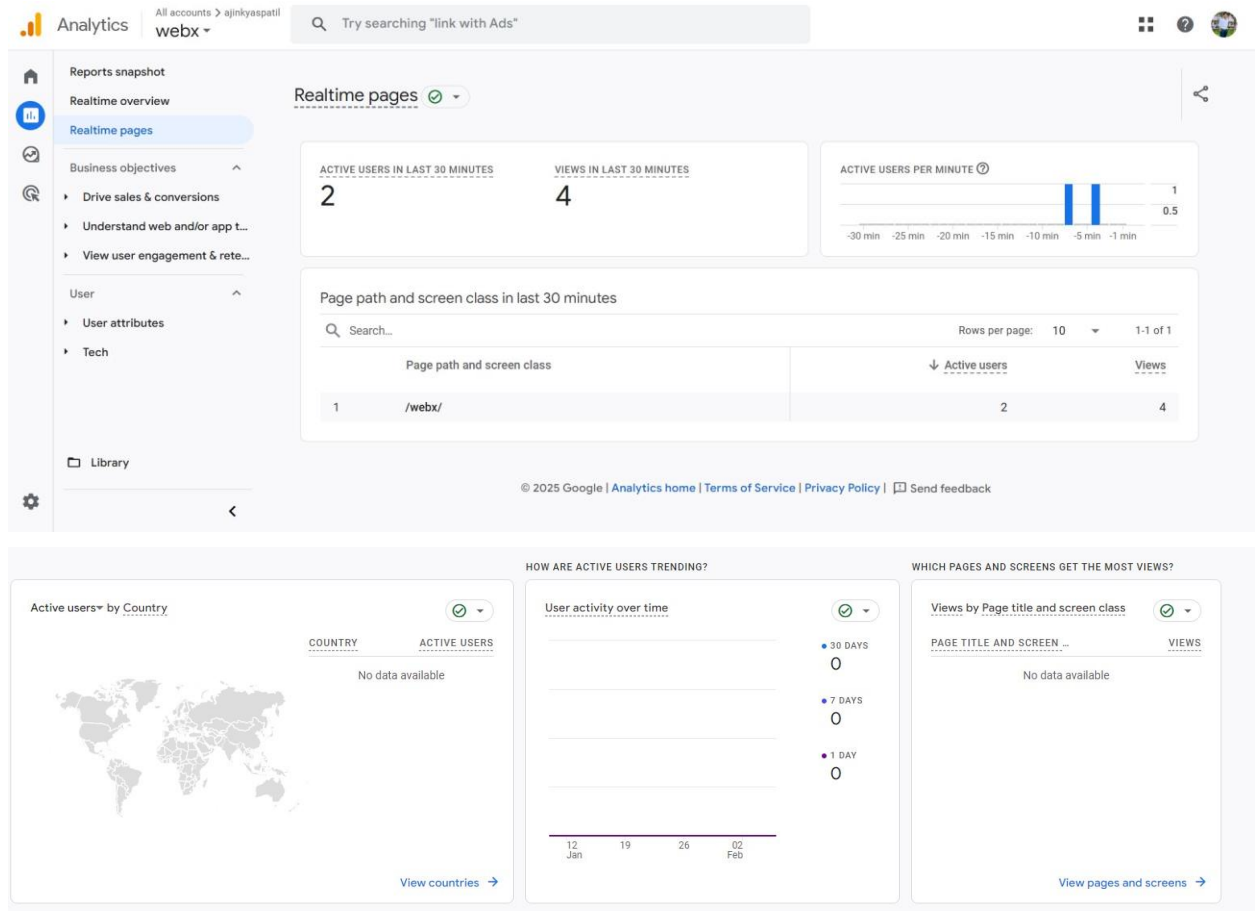 Analytics
All accounts > ajinkyaspatil
webx
Try searching "link with Ads"
Reports snapshot
Realtime overview
Realtime pages
Business objectives
Drive sales & conversions
Understand web and/or app t...
View user engagement & rete...
User
User attributes
Tech
Library
Realtime pages
ACTIVE USERS IN LAST 30 MINUTES
2
VIEWS IN LAST 30 MINUTES
4
ACTIVE USERS PER MINUTE
1
0.5
-30 min -25 min -20 min -15 min -10 min -5 min -1 min
Page path and screen class in last 30 minutes
Search...
Rows per page: 10 1-1 of 1
Page path and screen class Active users Views
1 /webx/ 2 4
© 2025 Google | Analytics home | Terms of Service | Privacy Policy | Send feedback
Active users by Country
COUNTRY ACTIVE USERS
No data available
View countries
HOW ARE ACTIVE USERS TRENDING?
User activity over time
30 DAYS
0
7 DAYS
0
1 DAY
0
12 19 26 02
Jan Feb
WHICH PAGES AND SCREENS GET THE MOST VIEWS?
Views by Page title and screen class
PAGE TITLE AND SCREEN ... VIEWS
No data available
View pages and screens